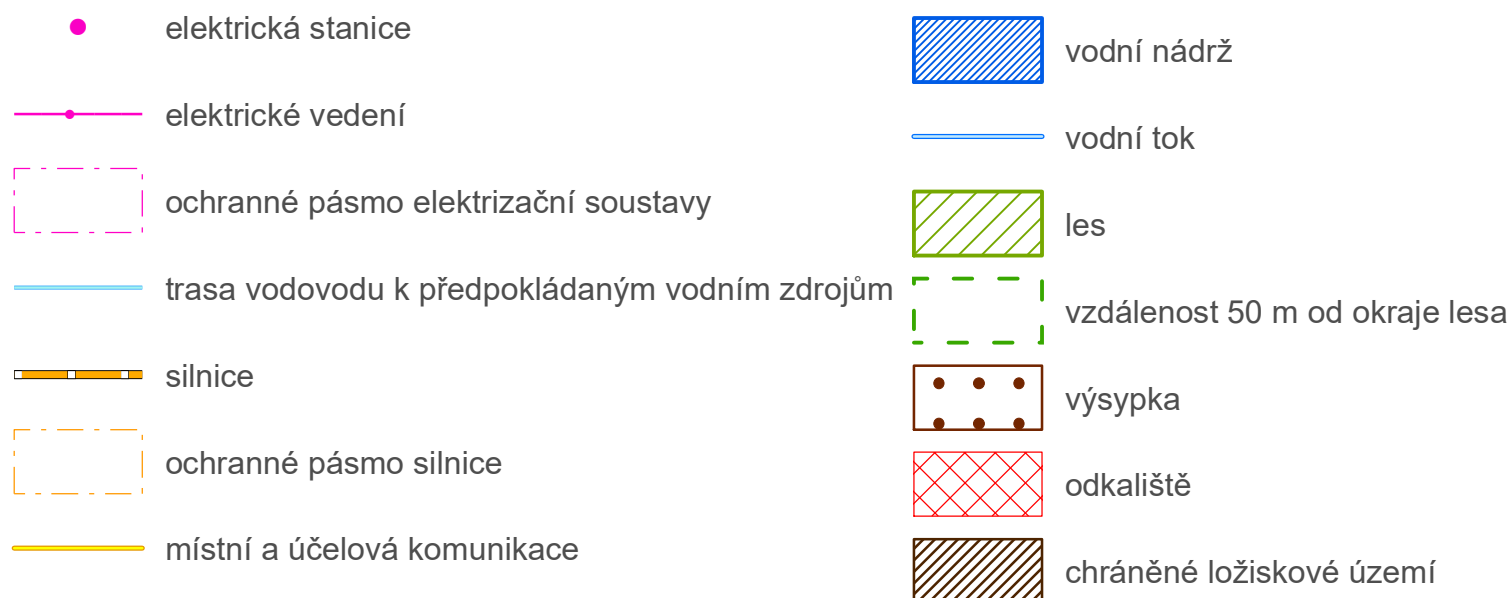 elektrická stanice
elektrické vedení
ochranné pásmo elektrizační soustavy
trasa vodovodu k předpokládaným vodním zdrojům
silnice
ochranné pásmo silnice
místní a účelová komunikace
vodní nádrž
vodní tok
les
vzdálenost 50 m od okraje lesa
výsypka
odkaliště
chráněné ložiskové území